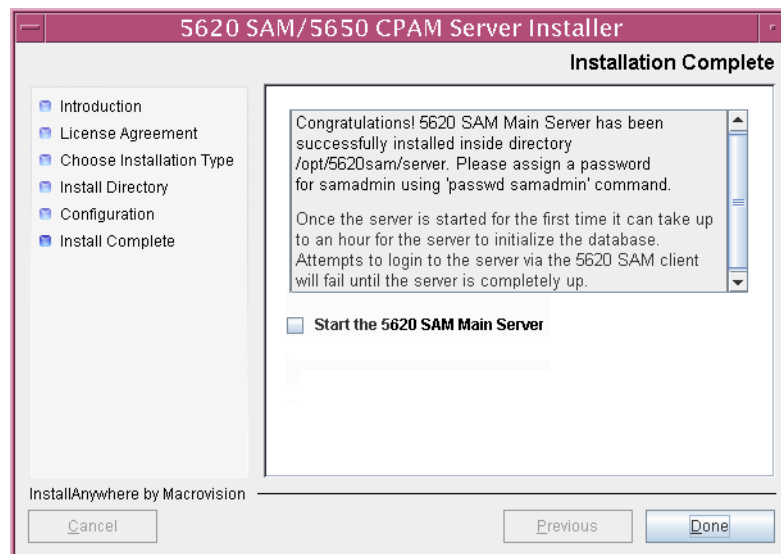 5620 SAM/5650 CPAM Server Installer
Installation Complete
Introduction
License Agreement
Choose Installation Type
Install Directory
Configuration
Install Complete
Congratulations! 5620 SAM Main Server has been
successfully installed inside directory
/opt/5620sam/server. Please assign a password
for samadmin using 'passwd samadmin' command.
Once the server is started for the first time it can take up
to an hour for the server to initialize the database.
Attempts to login to the server via the 5620 SAM client
will fail until the server is completely up.
Start the 5620 SAM Main Server
InstallAnywhere by Macrovision
Cancel
Previous
Done